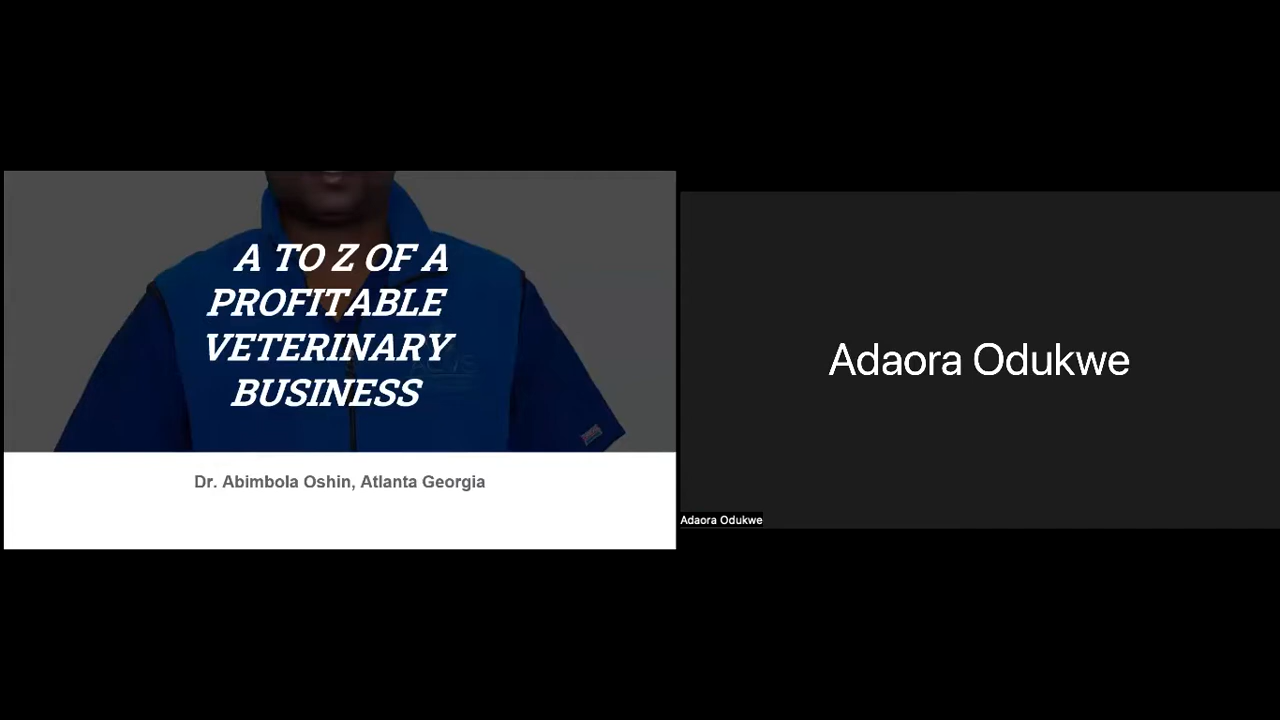 A TO Z OF A
PROFITABLE
VETERINARY
BUSINESS
Dr. Abimbola Oshin, Atlanta Georgia
Adaora Odukwe
Adaora Odukwe